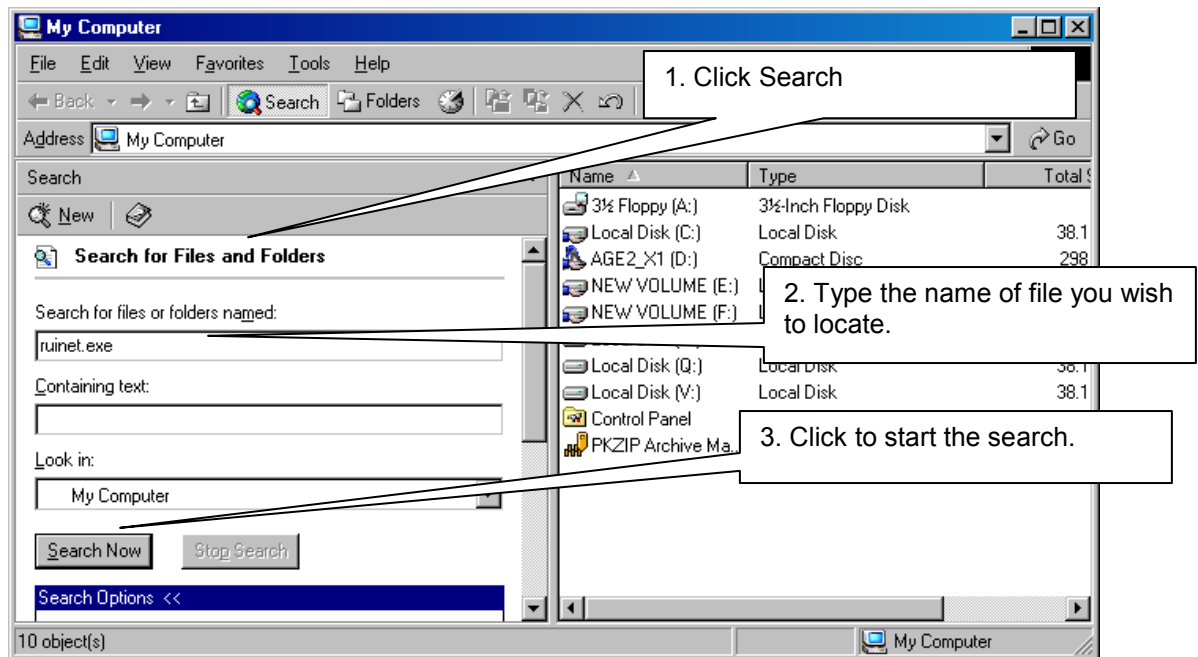 My Computer
File Edit View Favorites Tools Help
1. Click Search
Back Search Folders
Address My Computer Go
Search
New
Search for Files and Folders
Search for files or folders named:
ruinet.exe
Containing text:
Look in:
My Computer
Search Now Stop Search
Search Options <<
Name Type Total
3½ Floppy (A:) 3½-Inch Floppy Disk
Local Disk (C:) Local Disk 38.1
AGE2_X1 (D:) Compact Disc 298
NEW VOLUME (E:)
NEW VOLUME (F:)
2. Type the name of file you wish
to locate.
Local Disk (Q:) Local Disk 38.1
Local Disk (V:) Local Disk 38.1
Control Panel
PKZIP Archive Ma...
3. Click to start the search.
10 object(s) My Computer